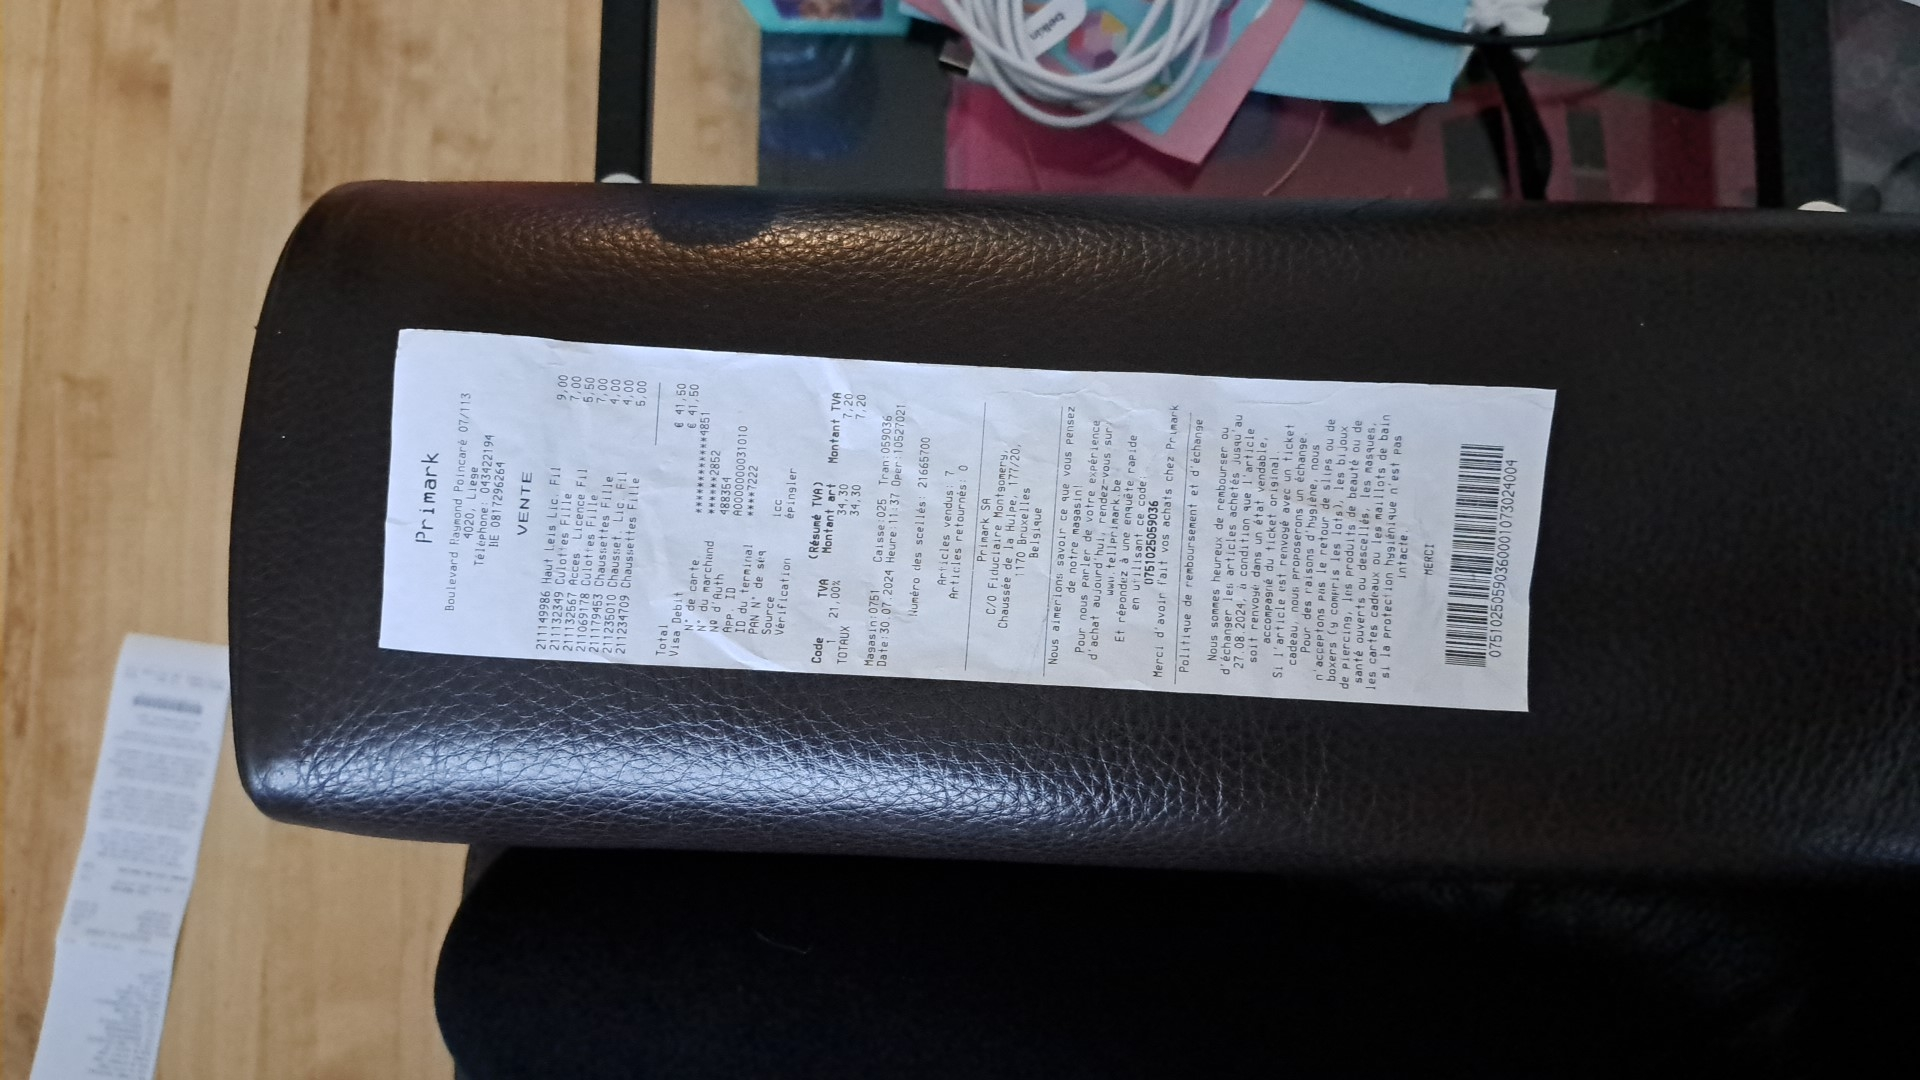 Primark
Boulevard Raymond Poincaré 07/113
4020, Liege
Téléphone: 043422194
BE 0817296264
VENTE
211149986 Haut Leis Lic. Fil 9,00
211132349 Culottes Fille 7,00
211132567 Acces Licence Fil 5,50
211069178 Culottes Fille 7,00
211179453 Chaussettes Fille 4,00
211235010 Chausset Lic Fil 4,00
211234709 Chaussettes Fille 5,00
Total € 41,50
Visa Debit € 41,50
N° de carte ************4851
N° du marchand ******2852
Nº d'Auth 488354
App. ID A0000000031010
ID du terminal ****7222
PAN N° de séq
Source icc
Vérification épingler
(Résumé TVA)
Code TVA Montant art Montant TVA
1 21,00% 34,30 7,20
TOTAUX 34,30 7,20
Magasin:0751 Caisse:025 Tran:059036
Date:30.07.2024 Heure:11:37 Oper:110527021
Numéro des scellés: 21665700
Articles vendus: 7
Articles retournés: 0
Primark SA
C/O Fiduciaire Montgomery,
Chaussée de la Hulpe, 177/20,
1170 Bruxelles
Belgique
Nous aimerions savoir ce que vous pensez
de notre magasin!
Pour nous parler de votre expérience
d'achat aujourd'hui, rendez-vous sur
www.tellprimark.be
Et répondez à une enquête rapide
en utilisant ce code:
075102505903​6
Merci d'avoir fait vos achats chez Primark
Politique de remboursement et d'échange
Nous sommes heureux de rembourser ou
d'échanger les articles achetés jusqu'au
27.08.2024, à condition que l'article
soit renvoyé dans un état vendable,
accompagné du ticket original.
Si l'article est renvoyé avec un ticket
cadeau, nous proposerons un échange.
Pour des raisons d'hygiène, nous
n'acceptons pas le retour de slips ou de
boxers (y compris les lots), les bijoux
de piercing, les produits de beauté ou de
santé ouverts ou descellés, les masques,
les cartes cadeaux ou les maillots de bain
si la protection hygiénique n'est pas
intacte.
MERCI
07510250590360001073024004
belkin